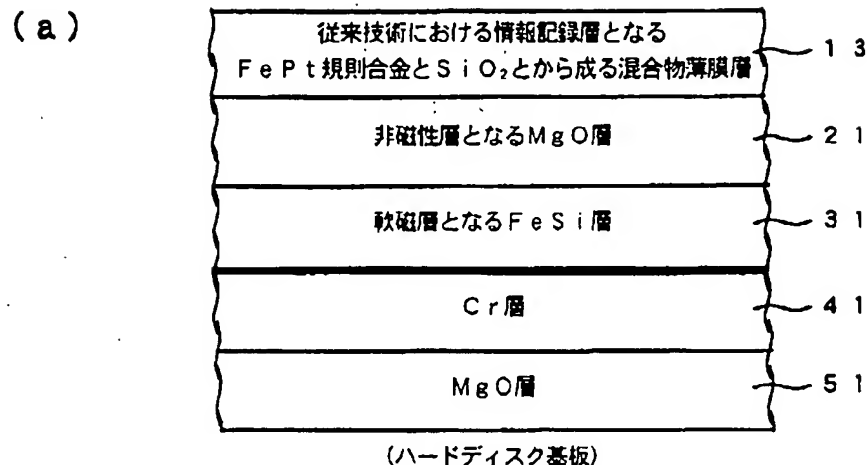 (a)
従来技術における情報記録層となる
FePt規則合金とSiO₂とから成る混合物薄膜層
13
非磁性層となるMgO層
21
軟磁層となるFeSi層
31
Cr層
41
MgO層
51
(ハードディスク基板)